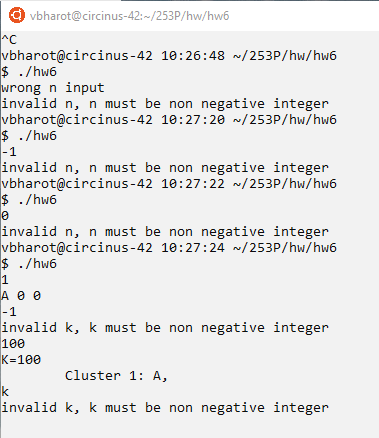 vbharot@circinus-42:~/253P/hw/hw6
^C
vbharot@circinus-42 10:26:48 ~/253P/hw/hw6
$ ./hw6
wrong n input
invalid n, n must be non negative integer
vbharot@circinus-42 10:27:20 ~/253P/hw/hw6
$ ./hw6
-1
invalid n, n must be non negative integer
vbharot@circinus-42 10:27:22 ~/253P/hw/hw6
$ ./hw6
0
invalid n, n must be non negative integer
vbharot@circinus-42 10:27:24 ~/253P/hw/hw6
$ ./hw6
1
A 0 0
-1
invalid k, k must be non negative integer
100
K=100
        Cluster 1: A,
k
invalid k, k must be non negative integer